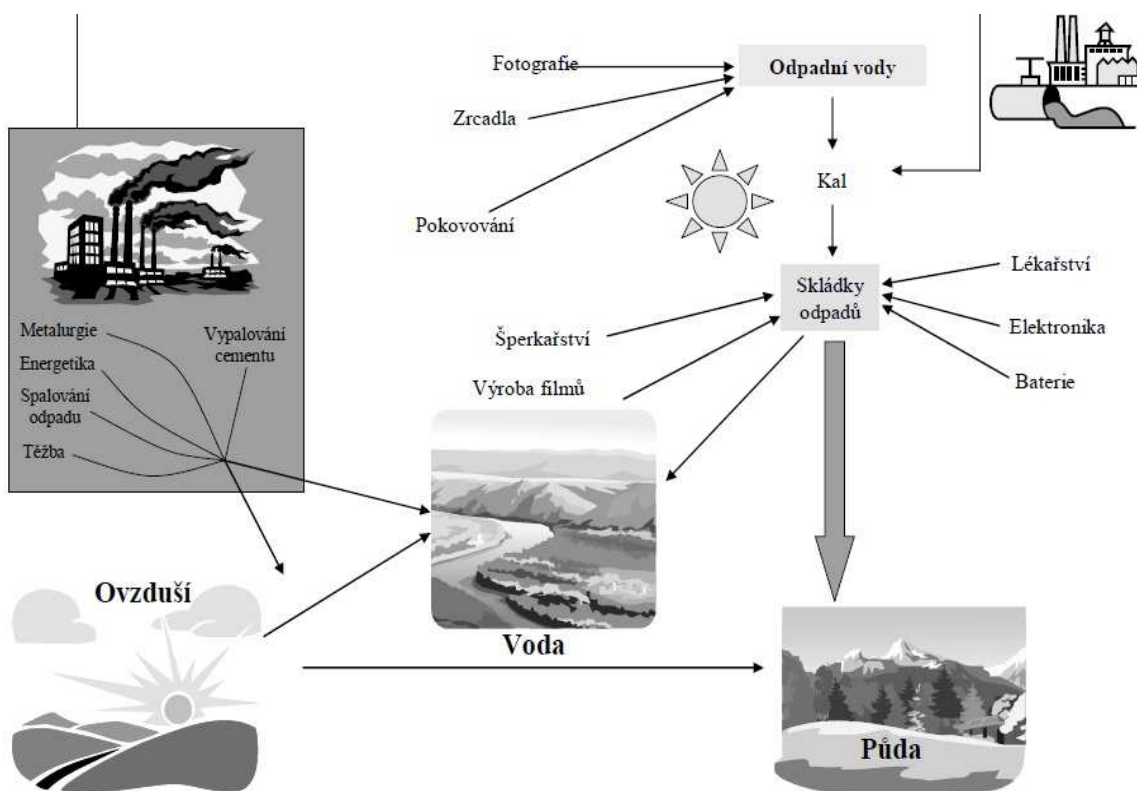 Fotografie
Odpadní vody
Zrcadla
Kal
Pokovování
Lékařství
Skládky
odpadů
Elektronika
Šperkařství
Baterie
Výroba filmů
Metalurgie
Vypalování
cementu
Energetika
Spalování
odpadu
Těžba
Ovzduší
Voda
Půda